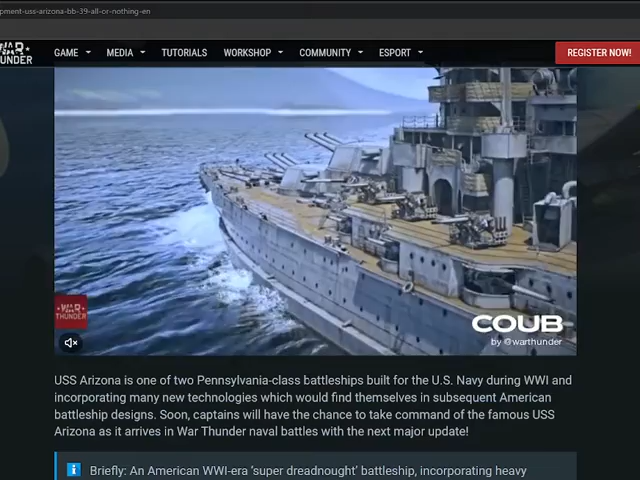 pment-uss-arizona-bb-39-all-or-nothing-en
WAR
THUNDER
GAME MEDIA TUTORIALS WORKSHOP COMMUNITY ESPORT REGISTER NOW!
WAR
THUNDER
COUB
by @warthunder
USS Arizona is one of two Pennsylvania-class battleships built for the U.S. Navy during WWI and
incorporating many new technologies which would find themselves in subsequent American
battleship designs. Soon, captains will have the chance to take command of the famous USS
Arizona as it arrives in War Thunder naval battles with the next major update!
i Briefly: An American WWI-era ‘super dreadnought’ battleship, incorporating heavy